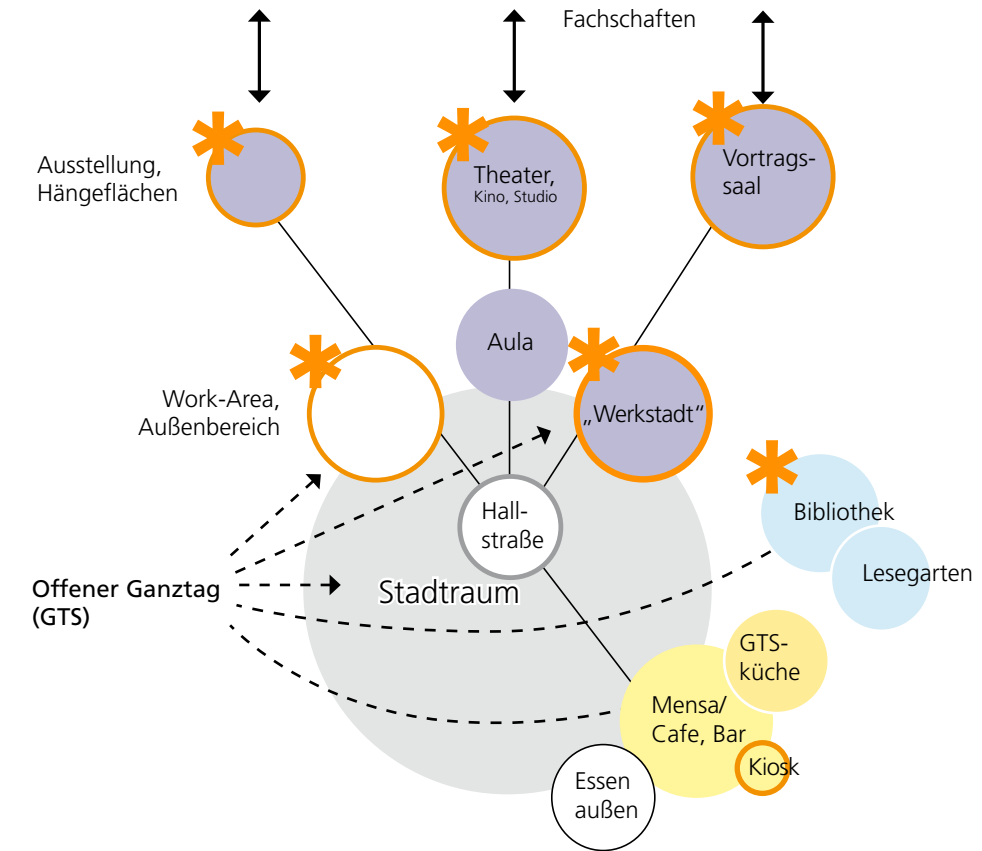 Fachschaften
Ausstellung,
Hängeflächen
Theater,
Kino, Studio
Vortrags-
saal
Aula
Work-Area,
Außenbereich
„Werkstadt“
Hall-
straße
Bibliothek
Lesegarten
Offener Ganztag
(GTS)
Stadtraum
GTS-
küche
Mensa/
Cafe, Bar
Kiosk
Essen
außen